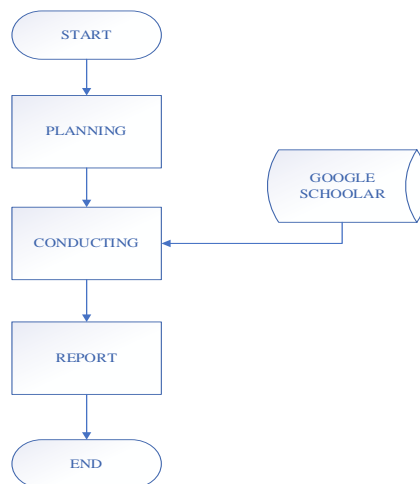 START
PLANNING
GOOGLE
SCHOOLAR
CONDUCTING
REPORT
END